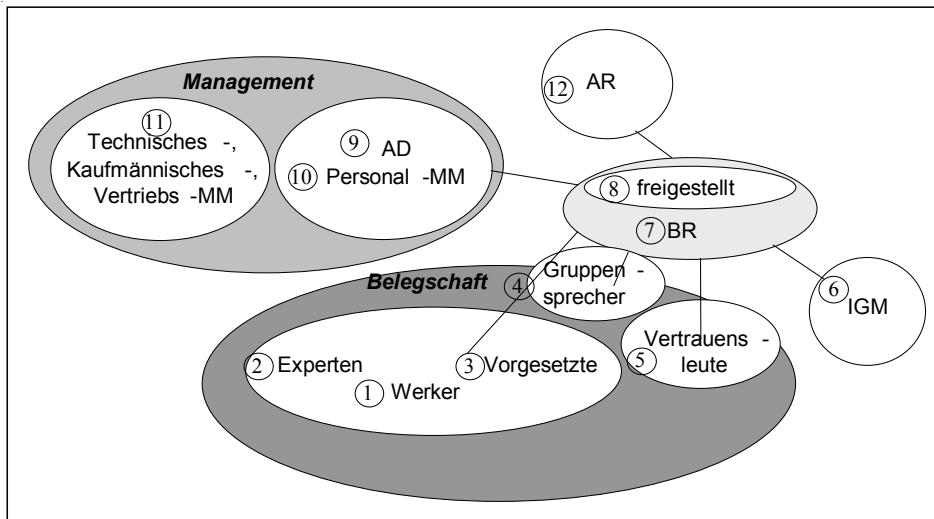 Management
11
Technisches -,
Kaufmännisches -,
Vertriebs -MM
9 AD
10 Personal -MM
12 AR
8 freigestellt
7 BR
Belegschaft
4 Gruppen -
sprecher
6 IGM
5 Vertrauens -
leute
2 Experten
3 Vorgesetzte
1 Werker